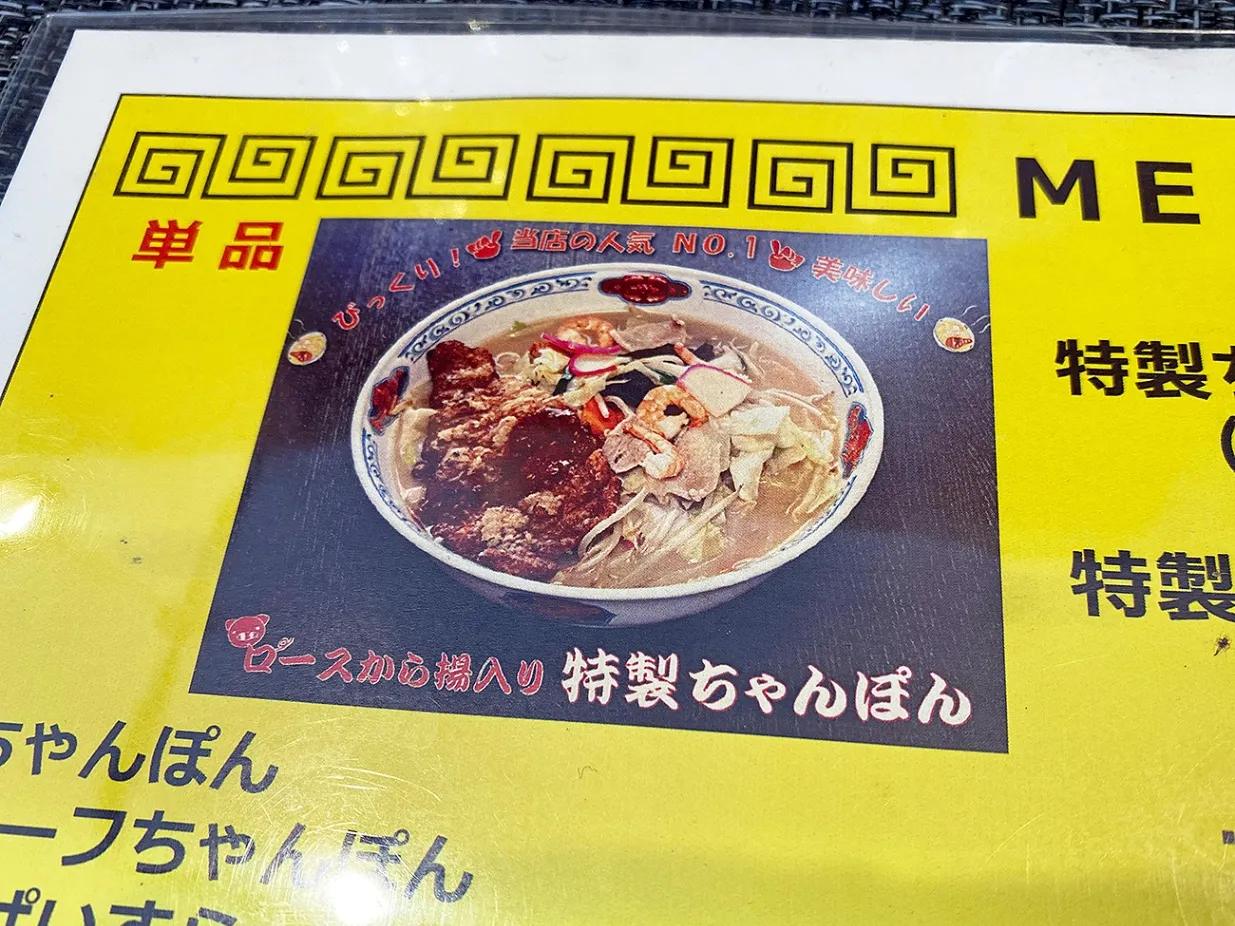 ME
単品
びっくり! 当店の人気 NO.1 美味しい
特製
特製
ロースから揚入り 特製ちゃんぽん
ちゃんぽん
ーフちゃんぽん